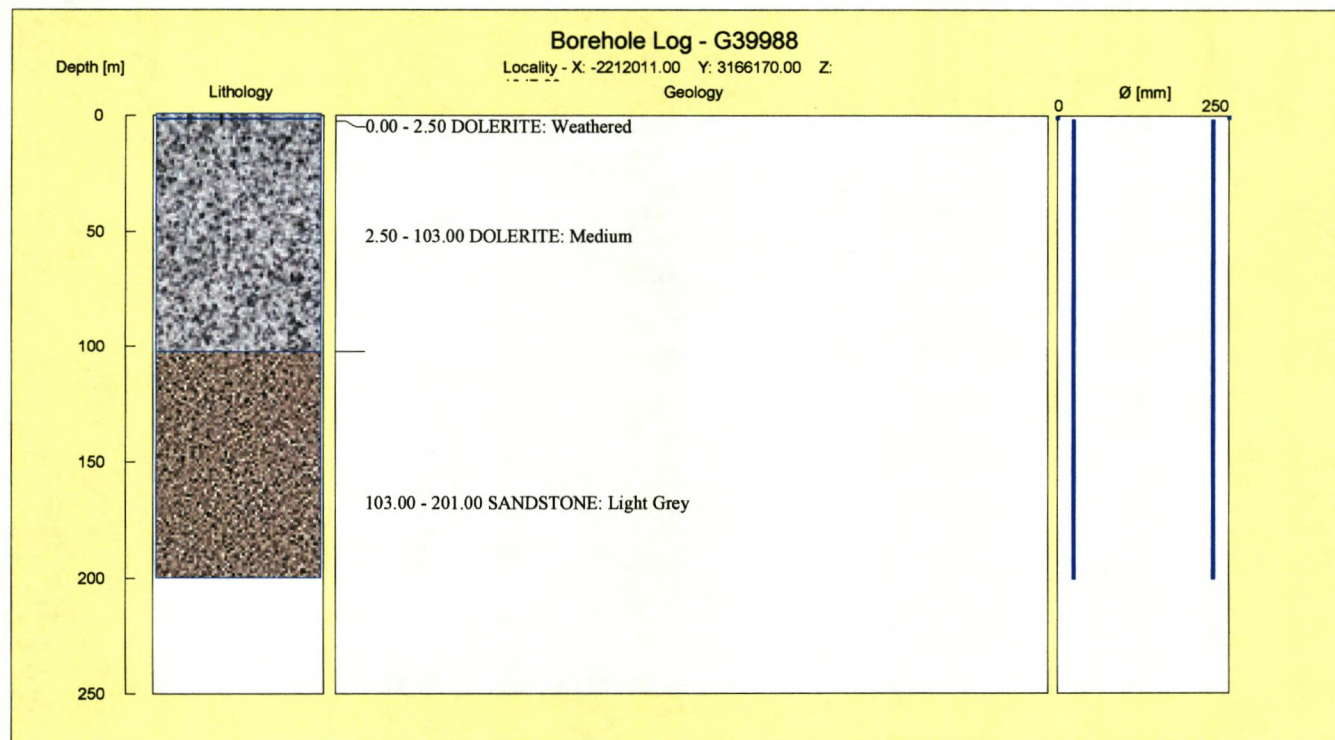 Borehole Log - G39988
Depth [m]
Locality - X: -2212011.00 Y: 3166170.00 Z:
Lithology
Geology
Ø [mm]
0
250
0
50
100
150
200
250
0.00 - 2.50 DOLERITE: Weathered
2.50 - 103.00 DOLERITE: Medium
103.00 - 201.00 SANDSTONE: Light Grey